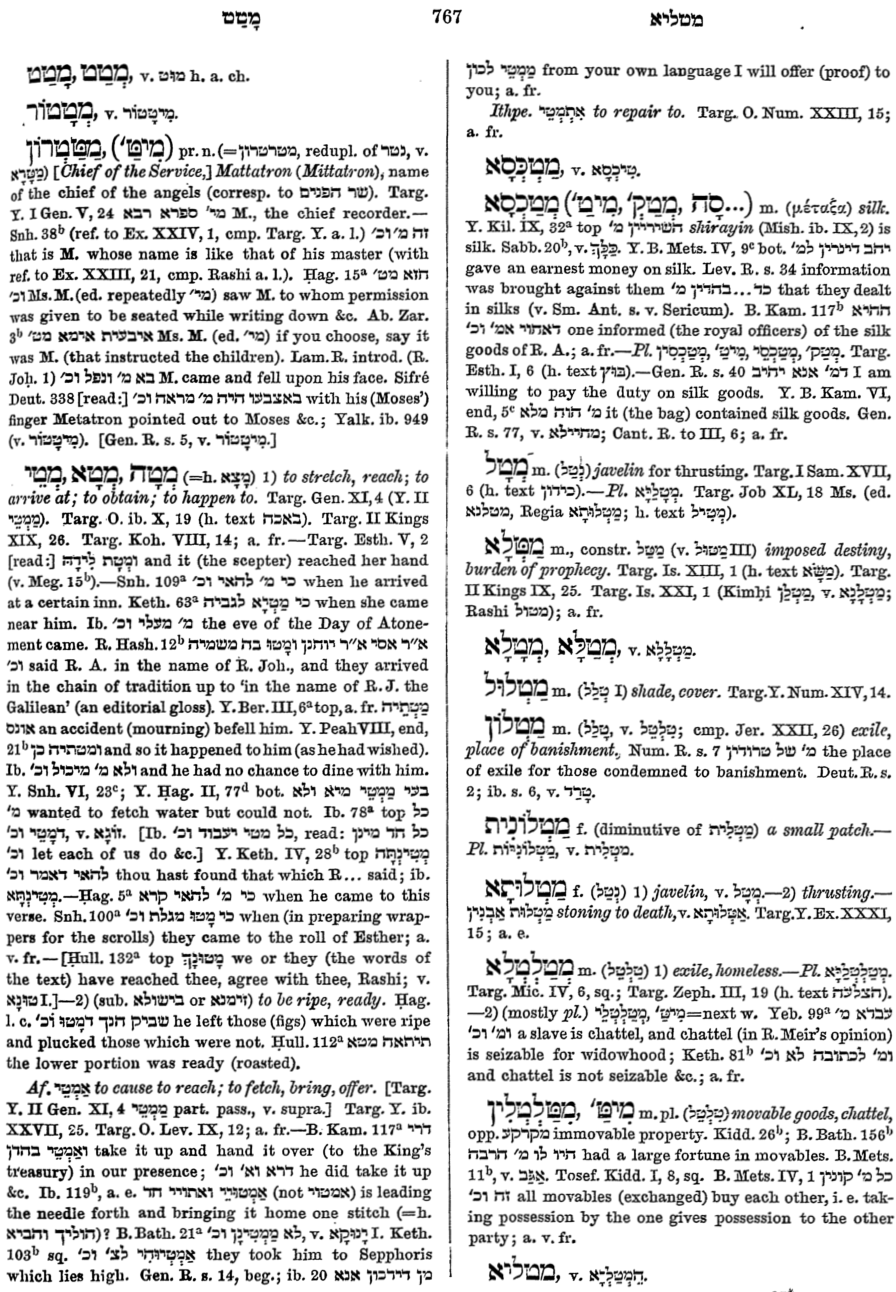 מָטַט 767 מטליא
מָטַט, מְטַט, v. מוט h. a. ch.
מְטָטוֹר, v. מִיטָטוֹר.
מְטַטְרוֹן, (מִיטַ') pr. n. (=מטרטרון, redupl. of נטר, v.
מַטָּרָא) [Chief of the Service,] Mattatron (Mittatron), name
of the chief of the angels (corresp. to שר הפנים). Targ.
Y. I Gen. V, 24 מי' ספרא רבא M., the chief recorder.—
Snh. 38b (ref. to Ex. XXIV, 1, cmp. Targ. Y. a. l.) זה מ' וכ'
that is M. whose name is like that of his master (with
ref. to Ex. XXIII, 21, cmp. Rashi a. l.). Ḥag. 15a חזא מט'
וכ' Ms. M. (ed. repeatedly מי') saw M. to whom permission
was given to be seated while writing down &c. Ab. Zar.
3b איבעית אימא מט' Ms. M. (ed. מי') if you choose, say it
was M. (that instructed the children). Lam. R. introd. (R.
Joḥ. 1) בא מ' ונפל וכ' M. came and fell upon his face. Sifré
Deut. 338 [read:] באצבעו היה מ' מראה וכ' with his (Moses')
finger Metatron pointed out to Moses &c.; Yalk. ib. 949
(v. מִיטָטוֹר). [Gen. R. s. 5, v. מִיטָטוֹר.]
מְטָה, מְטָא, מְטֵי (=h. מָצָא) 1) to stretch, reach; to
arrive at; to obtain; to happen to. Targ. Gen. XI, 4 (Y. II
מַמְטֵי). Targ. O. ib. X, 19 (h. text באכה). Targ. II Kings
XIX, 26. Targ. Koh. VIII, 14; a. fr.—Targ. Esth. V, 2
[read:] וּמְטַת לִידָהּ and it (the scepter) reached her hand
(v. Meg. 15b).—Snh. 109a כי מ' להאי וכ' when he arrived
at a certain inn. Keth. 63a כי מַטְיָא לגביה when she came
near him. Ib. מ' מעלי וכ' the eve of the Day of Atone-
ment came. R. Hash. 12b א"ר אסי א"ר יוחנן וּמָטוּ בה משמיה
וכ' said R. A. in the name of R. Joh., and they arrived
in the chain of tradition up to 'in the name of R. J. the
Galilean' (an editorial gloss). Y. Ber. III, 6a top, a. fr. מַטְתֵיהּ
אונס an accident (mourning) befell him. Y. Peah VIII, end,
21b ומטתיה כן and so it happened to him (as he had wished).
Ib. ולא מ' מיכול וכ' and he had no chance to dine with him.
Y. Snh. VI, 23c; Y. Ḥag. II, 77d bot. בעי מַמְטֵי מיא ולא
מ' wanted to fetch water but could not. Ib. 78a top כל
דְּמָטֵי וכ', v. זוּגָא. [Ib. כל מטי יעבוד וכ', read: כל חד מינן
וכ' let each of us do &c.] Y. Keth. IV, 28b top מְטִינְתָּהּ
להאי דאמר וכ' thou hast found that which R... said; ib.
מְטִינְתָּא.—Ḥag. 5a כי מ' להאי קרא when he came to this
verse. Snh. 100a כי מָטוּ מגלת וכ' when (in preparing wrap-
pers for the scrolls) they came to the roll of Esther; a.
v. fr.—[Ḥull. 132a top מָטוּנָךְ we or they (the words of
the text) have reached thee, agree with thee, Rashi; v.
טוּנָא I.]—2) (sub. בישולא or זימנא) to be ripe, ready. Ḥag.
l. c. שביק הנך דְּמָטוּ וכ' he left those (figs) which were ripe
and plucked those which were not. Ḥull. 112a תיתאה מטא
the lower portion was ready (roasted).
Af. אַמְטֵי to cause to reach; to fetch, bring, offer. [Targ.
Y. II Gen. XI, 4 מַמְטֵי part. pass., v. supra.] Targ. Y. ib.
XXVII, 25. Targ. O. Lev. IX, 12; a. fr.—B. Kam. 117a דרי
ואַמְטֵי בהדן take it up and hand it over (to the King's
treasury) in our presence; דרא וא' וכ' he did take it up
&c. Ib. 119b, a. e. אַמְטוּיֵי ואתויי חד (not אמטוי) is leading
the needle forth and bringing it home one stitch (=h.
הוליך והביא)? B. Bath. 21a לא מַמְטִינַן וכ', v. יָנוּקָא I. Keth.
103b sq. אַמְטְיוּהִי לצ' וכ' they took him to Sepphoris
which lies high. Gen. R. s. 14, beg.; ib. 20 מן דידכון אנא
מַמְטֵי לכון from your own language I will offer (proof) to
you; a. fr.
Ithpe. אִתְמְטֵי to repair to. Targ. O. Num. XXIII, 15;
a. fr.
מַטְכְּסָא, v. טִיכְסָא.
מְטַכְסָא (מִיטַ', מְטַקְ', ...סָה) m. (μέταξα) silk.
Y. Kil. IX, 32a top השיריין מ' shirayin (Mish. ib. IX, 2) is
silk. Sabb. 20b, v. כַּלָּךְ. Y. B. Mets. IV, 9c bot. יהב דינרין למ'
gave an earnest money on silk. Lev. R. s. 34 information
was brought against them כד... בהדין מ' that they dealt
in silks (v. Sm. Ant. s. v. Sericum). B. Kam. 117b ההיא
דאחוי אמ' וכ' one informed (the royal officers) of the silk
goods of R. A.; a. fr.—Pl. מְטַכְסִין, מְטַכְסֵי, מִיטַ', מְטַקְ'. Targ.
Esth. I, 6 (h. text בּוּץ).—Gen. R. s. 40 דמ' אנא יהיב I am
willing to pay the duty on silk goods. Y. B. Kam. VI,
end, 5c מ' הוה מלא it (the bag) contained silk goods. Gen.
R. s. 77, v. מהיילא; Cant. R. to III, 6; a. fr.
מְטָל m. (נְטַל) javelin for thrusting. Targ. I Sam. XVII,
6 (h. text כידון).—Pl. מְטָלַיָּא. Targ. Job XL, 18 Ms. (ed.
מטלנא, Regia מְטָלוּתָא; h. text מְטִיל).
מַטְּלָא m., constr. מַטַּל (v. מַטּוּל III) imposed destiny,
burden of prophecy. Targ. Is. XIII, 1 (h. text מַשָּׂא). Targ.
II Kings IX, 25. Targ. Is. XXI, 1 (Kimḥi מַטְלַן, v. מַטְלָנָא;
Rashi מטול); a. fr.
מְטַלָּא, מְטָלָא, v. מְטַלְּלָא.
מַטְלוּל m. (טְלַל I) shade, cover. Targ. Y. Num. XIV, 14.
מַטְלוֹן m. (טָלַל, v. טִלְטֵל; cmp. Jer. XXII, 26) exile,
place of banishment. Num. R. s. 7 מ' של טרודין the place
of exile for those condemned to banishment. Deut. R. s.
2; ib. s. 6, v. טָרַד.
מַטְלוֹנִית f. (diminutive of מַטְלִית) a small patch.—
Pl. מַטְלוֹנִיּוֹת, v. מַטְלִית.
מַטְלוּתָא f. (נְטַל) 1) javelin, v. מְטָל.—2) thrusting.—
מַטְלוּת אַבְנִין stoning to death, v. אַטָּלוּתָא. Targ. Y. Ex. XXXI,
15; a. e.
מְטַלְטְלָא m. (טַלְטֵל) 1) exile, homeless.—Pl. מְטַלְטְלַיָּא.
Targ. Mic. IV, 6, sq.; Targ. Zeph. III, 19 (h. text הצלעה).
—2) (mostly pl.) מְטַלְטְלֵי, מִיטַ'=next w. Yeb. 99a עבדא מ'
ומ' וכ' a slave is chattel, and chattel (in R. Meir's opinion)
is seizable for widowhood; Keth. 81b ומ' לכתובה לא וכ'
and chattel is not seizable &c.; a. fr.
מְטַלְטְלִין, מִיטַ' m. pl. (טִלְטֵל) movable goods, chattel,
opp. מקרקע immovable property. Kidd. 26b; B. Bath. 156b
היו לו מ' הרבה had a large fortune in movables. B. Mets.
11b, v. אַגַּב. Tosef. Kidd. I, 8, sq. B. Mets. IV, 1 כל מ' קונין
זה וכ' all movables (exchanged) buy each other, i. e. tak-
ing possession by the one gives possession to the other
party; a. v. fr.
מטליא, v. חֲמַטְלַיָּא.